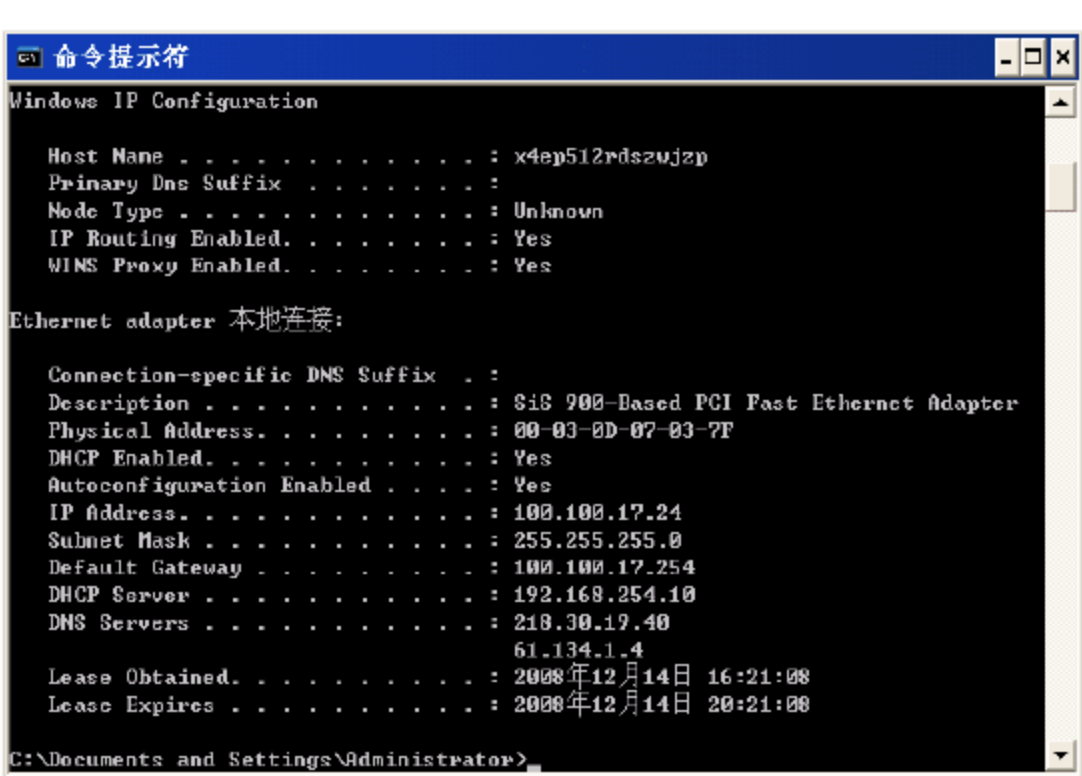 命令提示符
Windows IP Configuration
Host Name . . . . . . . . . . . . : x4ep512rdszwjzp
Primary Dns Suffix . . . . . . . :
Node Type . . . . . . . . . . . . : Unknown
IP Routing Enabled. . . . . . . . : Yes
WINS Proxy Enabled. . . . . . . . : Yes
Ethernet adapter 本地连接:
Connection-specific DNS Suffix . :
Description . . . . . . . . . . . : SiS 900-Based PCI Fast Ethernet Adapter
Physical Address. . . . . . . . . : 00-03-0D-07-03-7F
DHCP Enabled. . . . . . . . . . . : Yes
Autoconfiguration Enabled . . . . : Yes
IP Address. . . . . . . . . . . . : 100.100.17.24
Subnet Mask . . . . . . . . . . . : 255.255.255.0
Default Gateway . . . . . . . . . : 100.100.17.254
DHCP Server . . . . . . . . . . . : 192.168.254.10
DNS Servers . . . . . . . . . . . : 218.30.19.40
61.134.1.4
Lease Obtained. . . . . . . . . . : 2008年12月14日 16:21:08
Lease Expires . . . . . . . . . . : 2008年12月14日 20:21:08
C:\Documents and Settings\Administrator>_